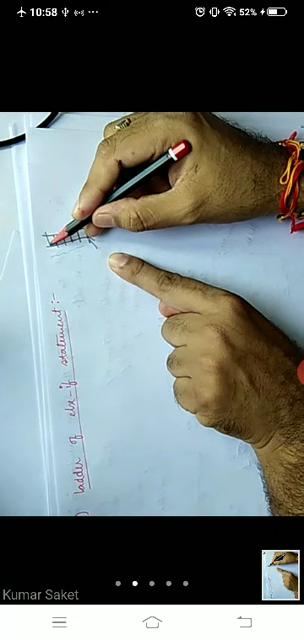 10:58
52%
) ladder of else-if statement:-
Kumar Saket